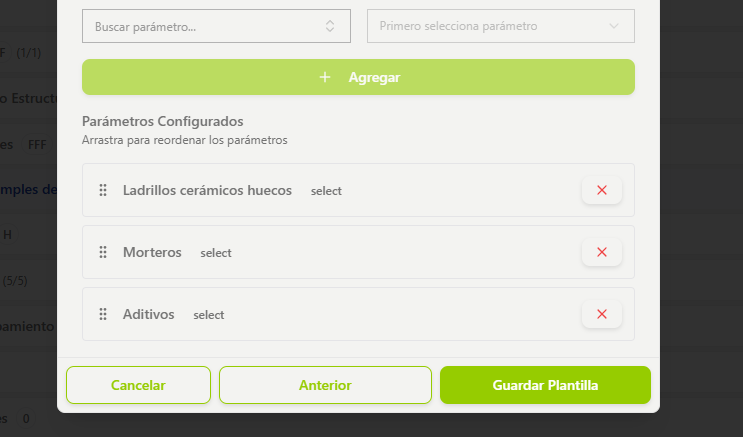 Buscar parámetro... Primero selecciona parámetro
F (1/1)
Agregar
o Estruct
Parámetros Configurados
Arrastra para reordenar los parámetros
es FFF
Ladrillos cerámicos huecos select
mples de
H
Morteros select
(5/5)
Aditivos select
pamiento
Cancelar Anterior Guardar Plantilla
es 0